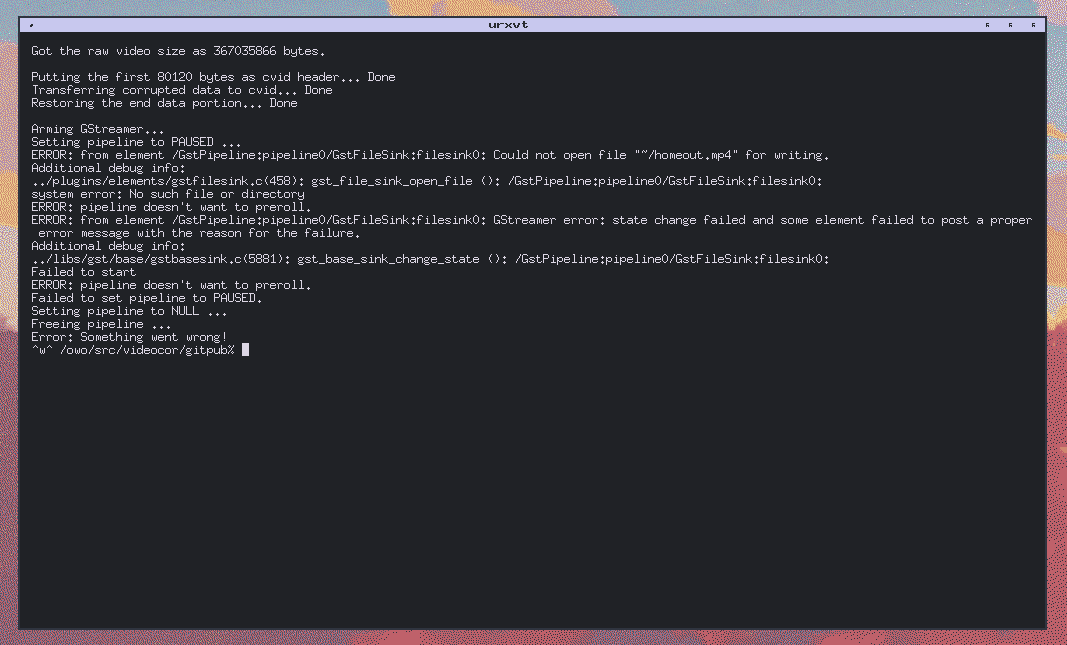 urxvt
Got the raw video size as 367035866 bytes.
Putting the first 80120 bytes as cvid header... Done
Transferring corrupted data to cvid... Done
Restoring the end data portion... Done
Arming GStreamer...
Setting pipeline to PAUSED ...
ERROR: from element /GstPipeline:pipeline0/GstFileSink:filesink0: Could not open file "~/homeout.mp4" for writing.
Additional debug info:
../plugins/elements/gstfilesink.c(458): gst_file_sink_open_file (): /GstPipeline:pipeline0/GstFileSink:filesink0:
system error: No such file or directory
ERROR: pipeline doesn't want to preroll.
ERROR: from element /GstPipeline:pipeline0/GstFileSink:filesink0: GStreamer error: state change failed and some element failed to post a proper
 error message with the reason for the failure.
Additional debug info:
../libs/gst/base/gstbasesink.c(5881): gst_base_sink_change_state (): /GstPipeline:pipeline0/GstFileSink:filesink0:
Failed to start
ERROR: pipeline doesn't want to preroll.
Failed to set pipeline to PAUSED.
Setting pipeline to NULL ...
Freeing pipeline ...
Error: Something went wrong!
^w^ /owo/src/videocor/gitpub%